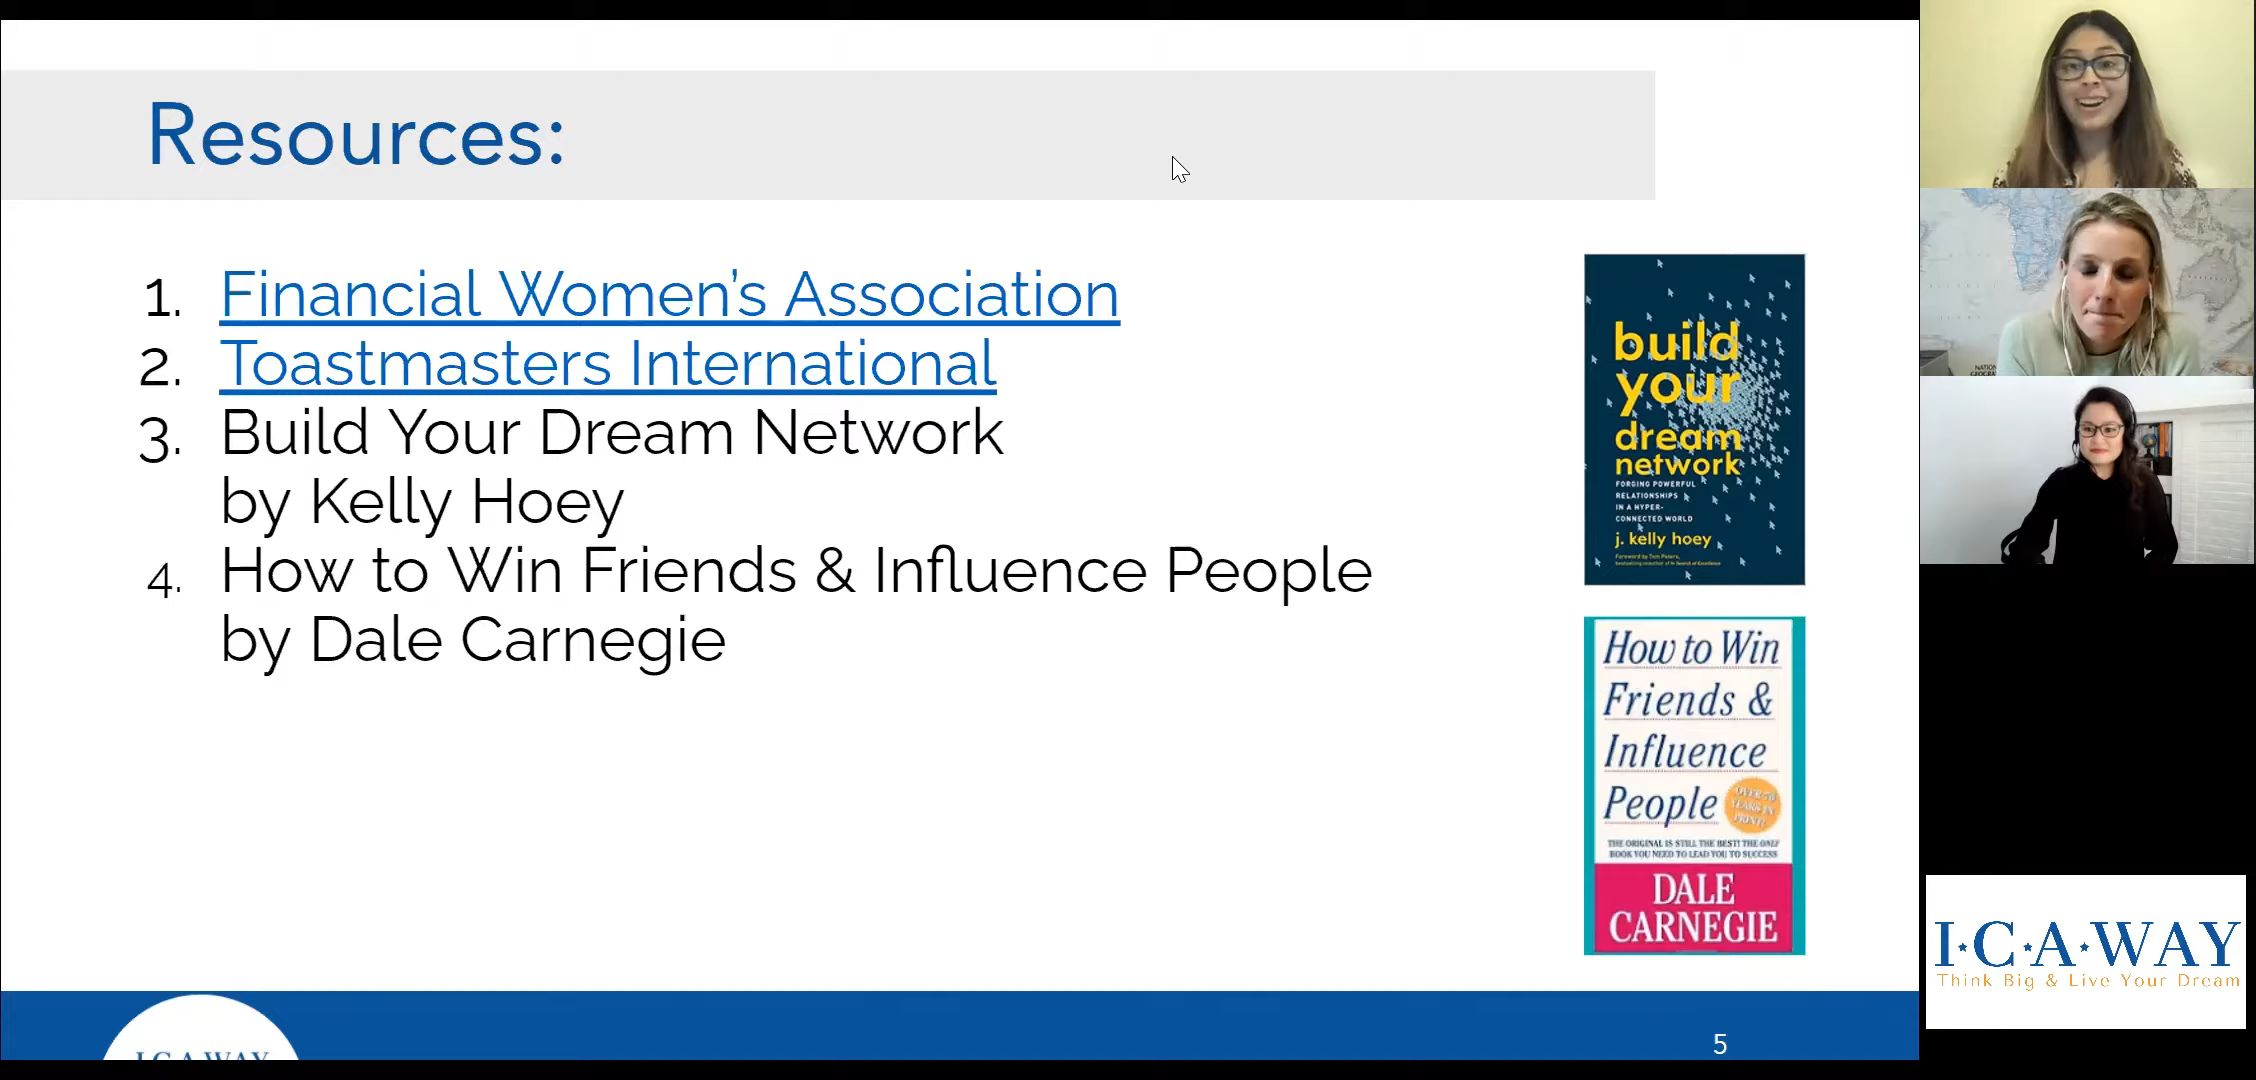 Resources:
1. Financial Women's Association
2. Toastmasters International
3. Build Your Dream Network
by Kelly Hoey
4. How to Win Friends & Influence People
by Dale Carnegie
build
your
dream
network
FORGING POWERFUL
RELATIONSHIPS
IN A HYPER-
CONNECTED WORLD
j. kelly hoey
Foreword by Tom Peters,
bestselling coauthor of In Search of Excellence
How to Win
Friends &
Influence
People
OVER 70
YEARS IN
PRINT!
THE ORIGINAL IS STILL THE BEST! THE ONLY
BOOK YOU NEED TO LEAD YOU TO SUCCESS
DALE
CARNEGIE
I·C·A·WAY
5
I·C·A·WAY
Think Big & Live Your Dream